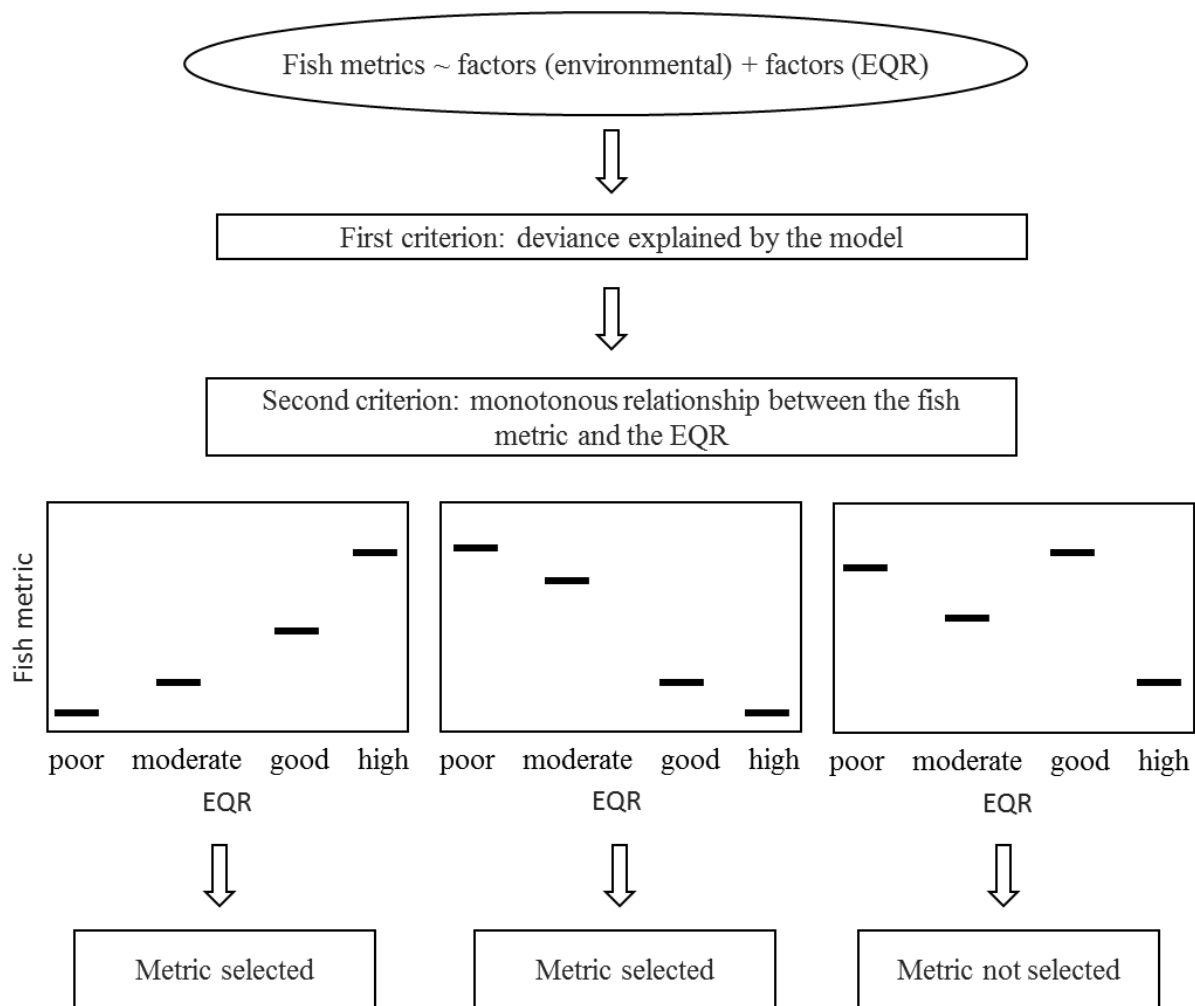 Fish metrics ~ factors (environmental) + factors (EQR)
First criterion: deviance explained by the model
Second criterion: monotonous relationship between the fish
metric and the EQR
Fish metric
poor moderate good high
EQR
poor moderate good high
EQR
poor moderate good high
EQR
Metric selected
Metric selected
Metric not selected